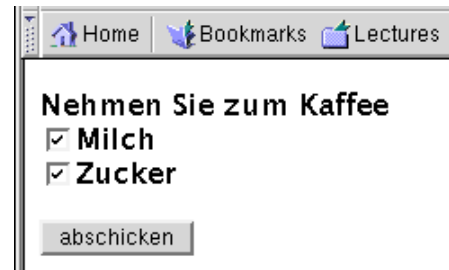 Home Bookmarks Lectures
Nehmen Sie zum Kaffee
Milch
Zucker
abschicken